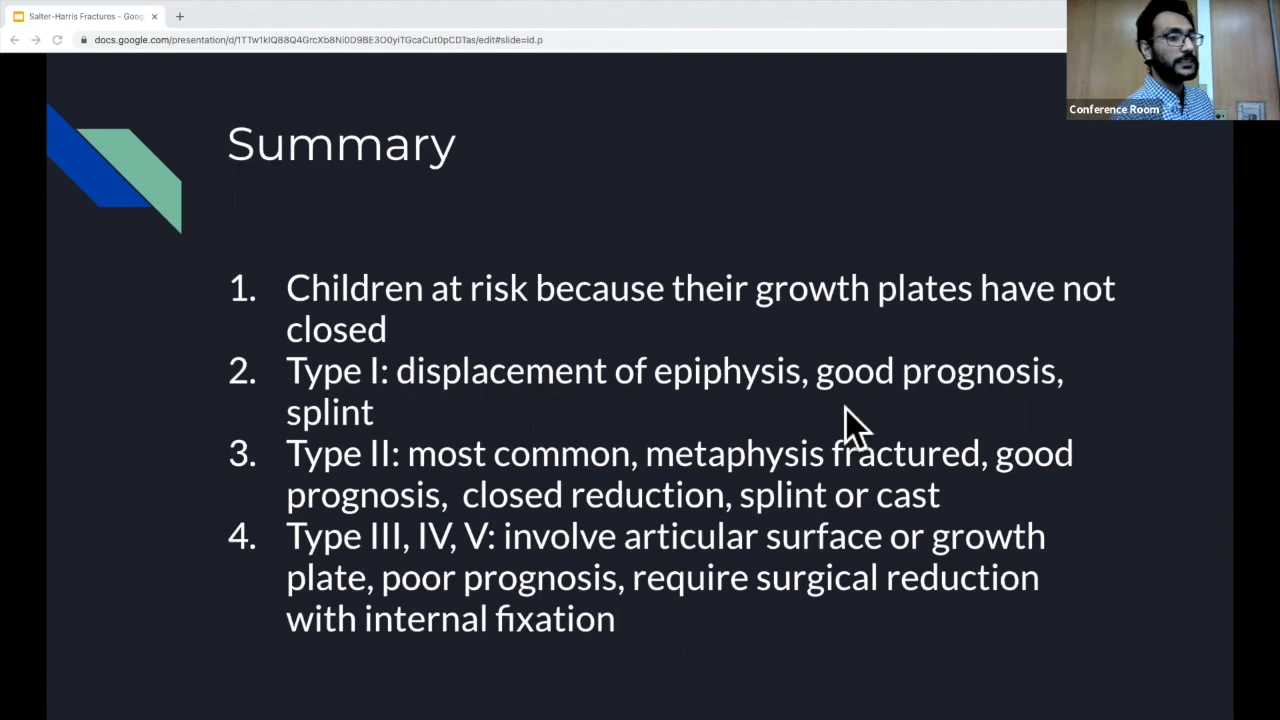 Salter-Harris Fractures - Goog
docs.google.com/presentation/d/1TTw1kIQ88Q4GrcXb8Ni0D9BE3O0yiTGcaCut0pCDTas/edit#slide=id.p
Conference Room
Summary
1. Children at risk because their growth plates have not
closed
2. Type I: displacement of epiphysis, good prognosis,
splint
3. Type II: most common, metaphysis fractured, good
prognosis,  closed reduction, splint or cast
4. Type III, IV, V: involve articular surface or growth
plate, poor prognosis, require surgical reduction
with internal fixation